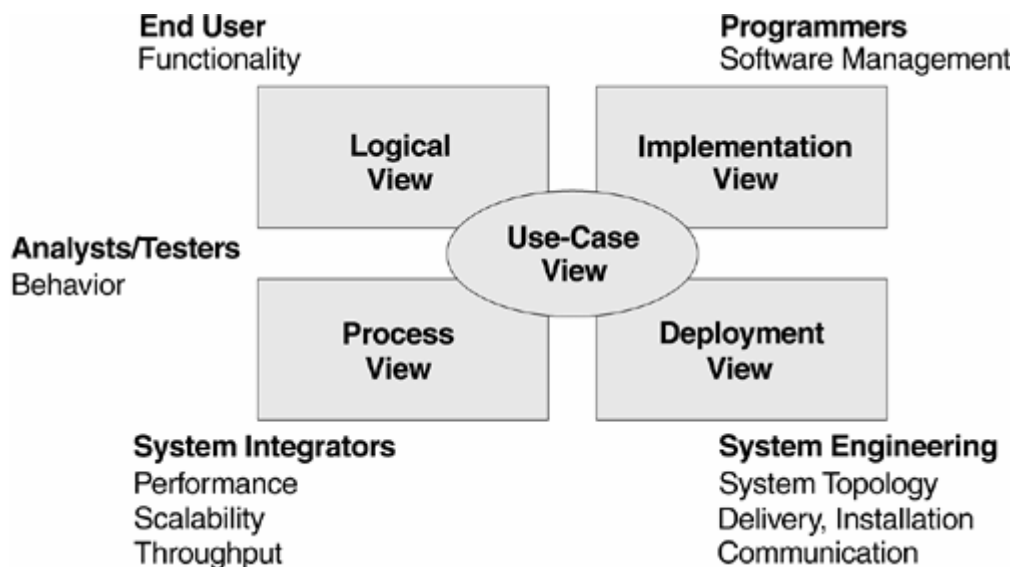 End User
Functionality
Programmers
Software Management
Logical
View
Implementation
View
Analysts/Testers
Behavior
Use-Case
View
Process
View
Deployment
View
System Integrators
Performance
Scalability
Throughput
System Engineering
System Topology
Delivery, Installation
Communication